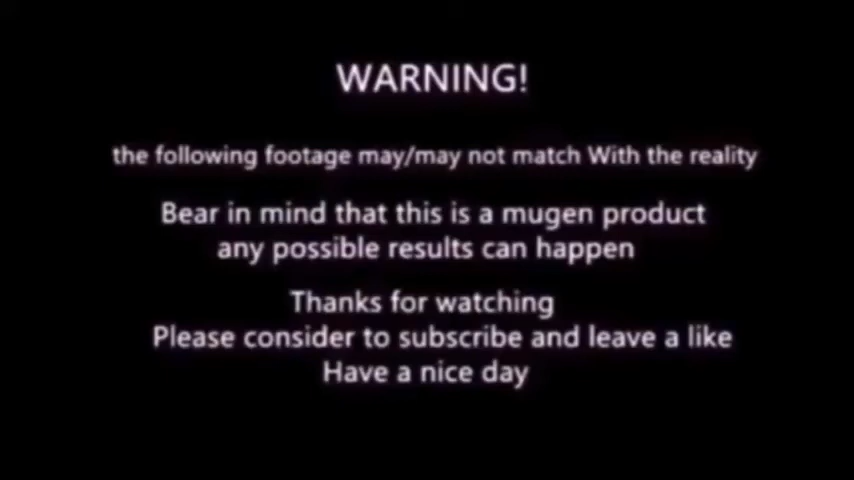 WARNING!
the following footage may/may not match With the reality
Bear in mind that this is a mugen product
any possible results can happen
Thanks for watching
Please consider to subscribe and leave a like
Have a nice day